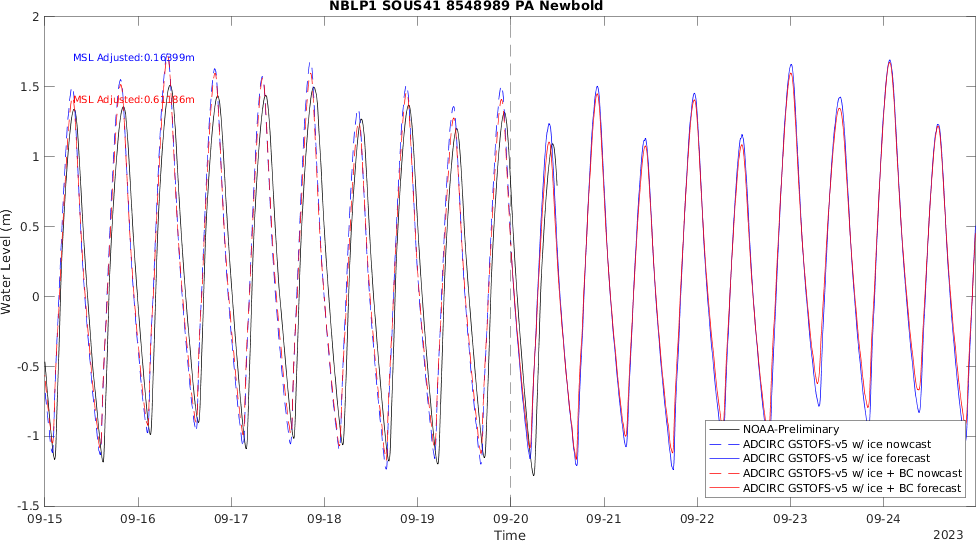 NBLP1 SOUS41 8548989 PA Newbold
2
1.5
1
0.5
0
-0.5
-1
-1.5
Water Level (m)
MSL Adjusted:0.16399m
MSL Adjusted:0.61186m
NOAA-Preliminary
ADCIRC GSTOFS-v5 w/ ice nowcast
ADCIRC GSTOFS-v5 w/ ice forecast
ADCIRC GSTOFS-v5 w/ ice + BC nowcast
ADCIRC GSTOFS-v5 w/ ice + BC forecast
09-15 09-16 09-17 09-18 09-19 09-20 09-21 09-22 09-23 09-24
Time
2023